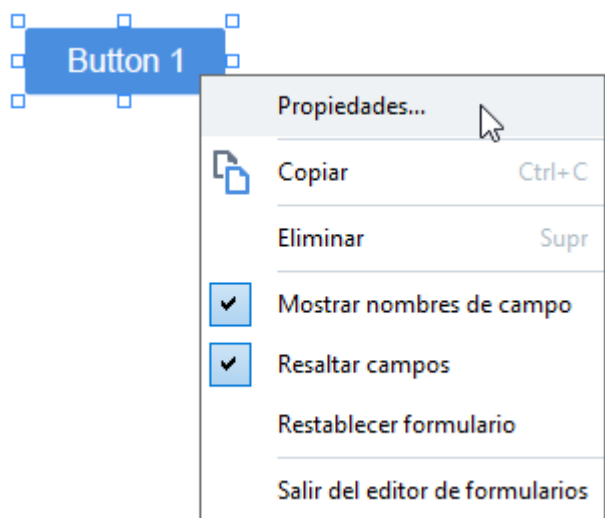 Button 1
Propiedades...
Copiar Ctrl+C
Eliminar Supr
Mostrar nombres de campo
Resaltar campos
Restablecer formulario
Salir del editor de formularios